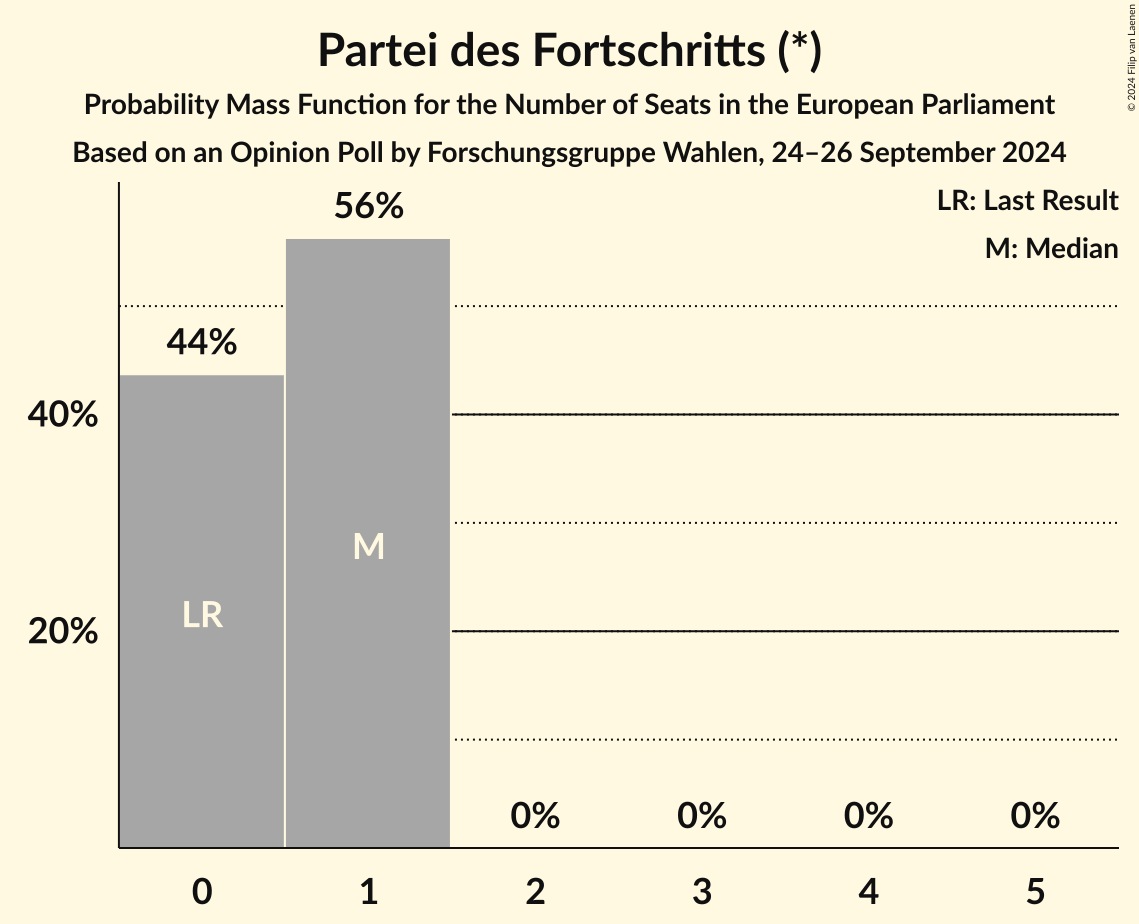 Partei des Fortschritts (*)
Probability Mass Function for the Number of Seats in the European Parliament
Based on an Opinion Poll by Forschungsgruppe Wahlen, 24–26 September 2024
© 2024 Filip van Laenen
LR: Last Result
M: Median
56%
44%
40%
M
LR
20%
0% 0% 0% 0%
0 1 2 3 4 5